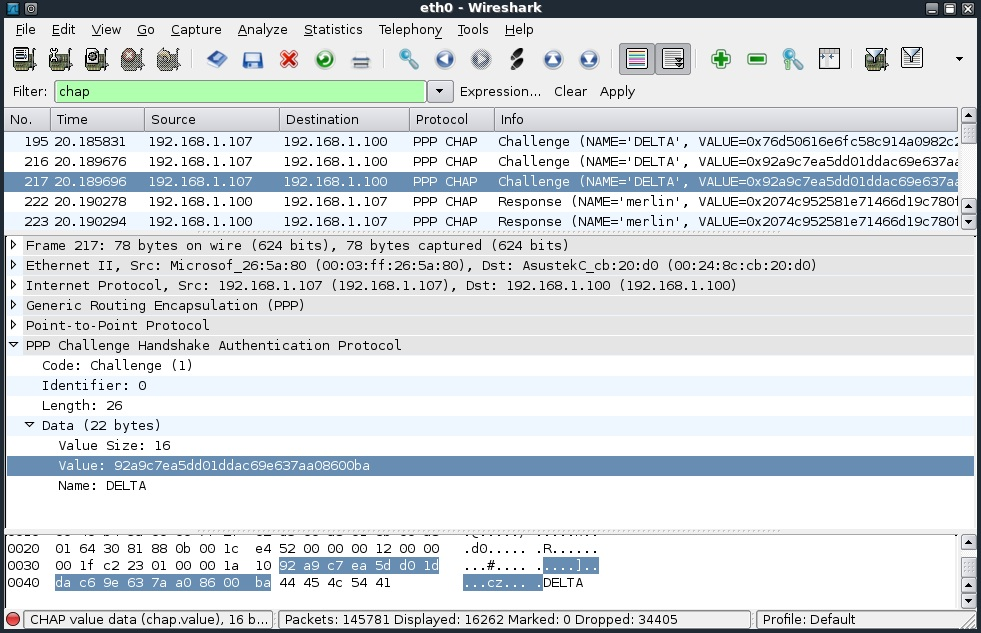 eth0 - Wireshark
File Edit View Go Capture Analyze Statistics Telephony Tools Help
Filter: chap Expression... Clear Apply
No. Time Source Destination Protocol Info
195 20.185831 192.168.1.107 192.168.1.100 PPP CHAP Challenge (NAME='DELTA', VALUE=0x76d50616e6fc58c914a0982c2
216 20.189676 192.168.1.107 192.168.1.100 PPP CHAP Challenge (NAME='DELTA', VALUE=0x92a9c7ea5dd01ddac69e637aa
217 20.189696 192.168.1.107 192.168.1.100 PPP CHAP Challenge (NAME='DELTA', VALUE=0x92a9c7ea5dd01ddac69e637aa
222 20.190278 192.168.1.100 192.168.1.107 PPP CHAP Response (NAME='merlin', VALUE=0x2074c952581e71466d19c780f
223 20.190294 192.168.1.100 192.168.1.107 PPP CHAP Response (NAME='merlin', VALUE=0x2074c952581e71466d19c780f
Frame 217: 78 bytes on wire (624 bits), 78 bytes captured (624 bits)
Ethernet II, Src: Microsof_26:5a:80 (00:03:ff:26:5a:80), Dst: AsustekC_cb:20:d0 (00:24:8c:cb:20:d0)
Internet Protocol, Src: 192.168.1.107 (192.168.1.107), Dst: 192.168.1.100 (192.168.1.100)
Generic Routing Encapsulation (PPP)
Point-to-Point Protocol
PPP Challenge Handshake Authentication Protocol
Code: Challenge (1)
Identifier: 0
Length: 26
Data (22 bytes)
Value Size: 16
Value: 92a9c7ea5dd01ddac69e637aa08600ba
Name: DELTA
0020 01 64 30 81 88 0b 00 1c e4 52 00 00 00 12 00 00 .d0..... .R......
0030 00 1f c2 23 01 00 00 1a 10 92 a9 c7 ea 5d d0 1d ...#.... .....]..
0040 da c6 9e 63 7a a0 86 00 ba 44 45 4c 54 41 ...cz... .DELTA
CHAP value data (chap.value), 16 b... Packets: 145781 Displayed: 16262 Marked: 0 Dropped: 34405 Profile: Default